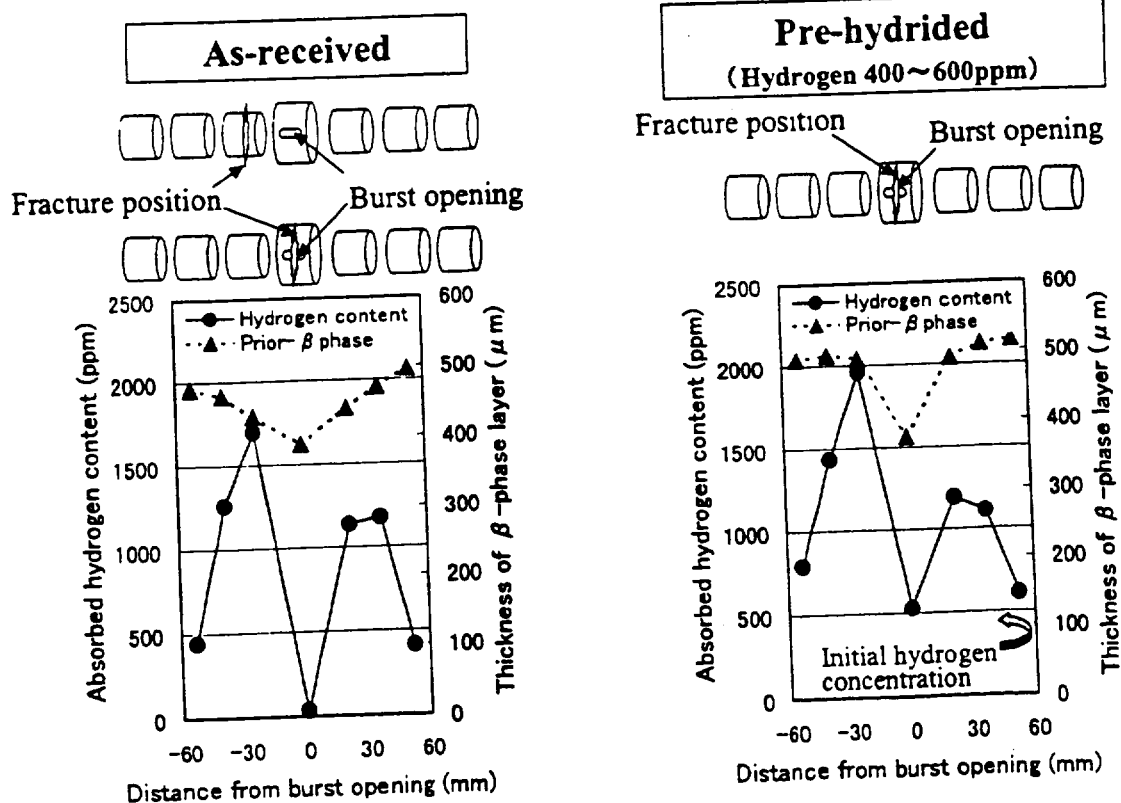 As-received
Fracture position
Burst opening
2500
2000
1500
1000
500
0
Absorbed hydrogen content (ppm)
Hydrogen content
Prior- β phase
600
500
400
300
200
100
0
Thickness of β -phase layer ( μ m)
-60 -30 0 30 60
Distance from burst opening (mm)
Pre-hydrided
(Hydrogen 400~600ppm)
Fracture position
Burst opening
2500
2000
1500
1000
500
0
Absorbed hydrogen content (ppm)
Hydrogen content
Prior- β phase
Initial hydrogen
concentration
600
500
400
300
200
100
0
Thickness of β -phase layer ( μ m)
-60 -30 0 30 60
Distance from burst opening (mm)